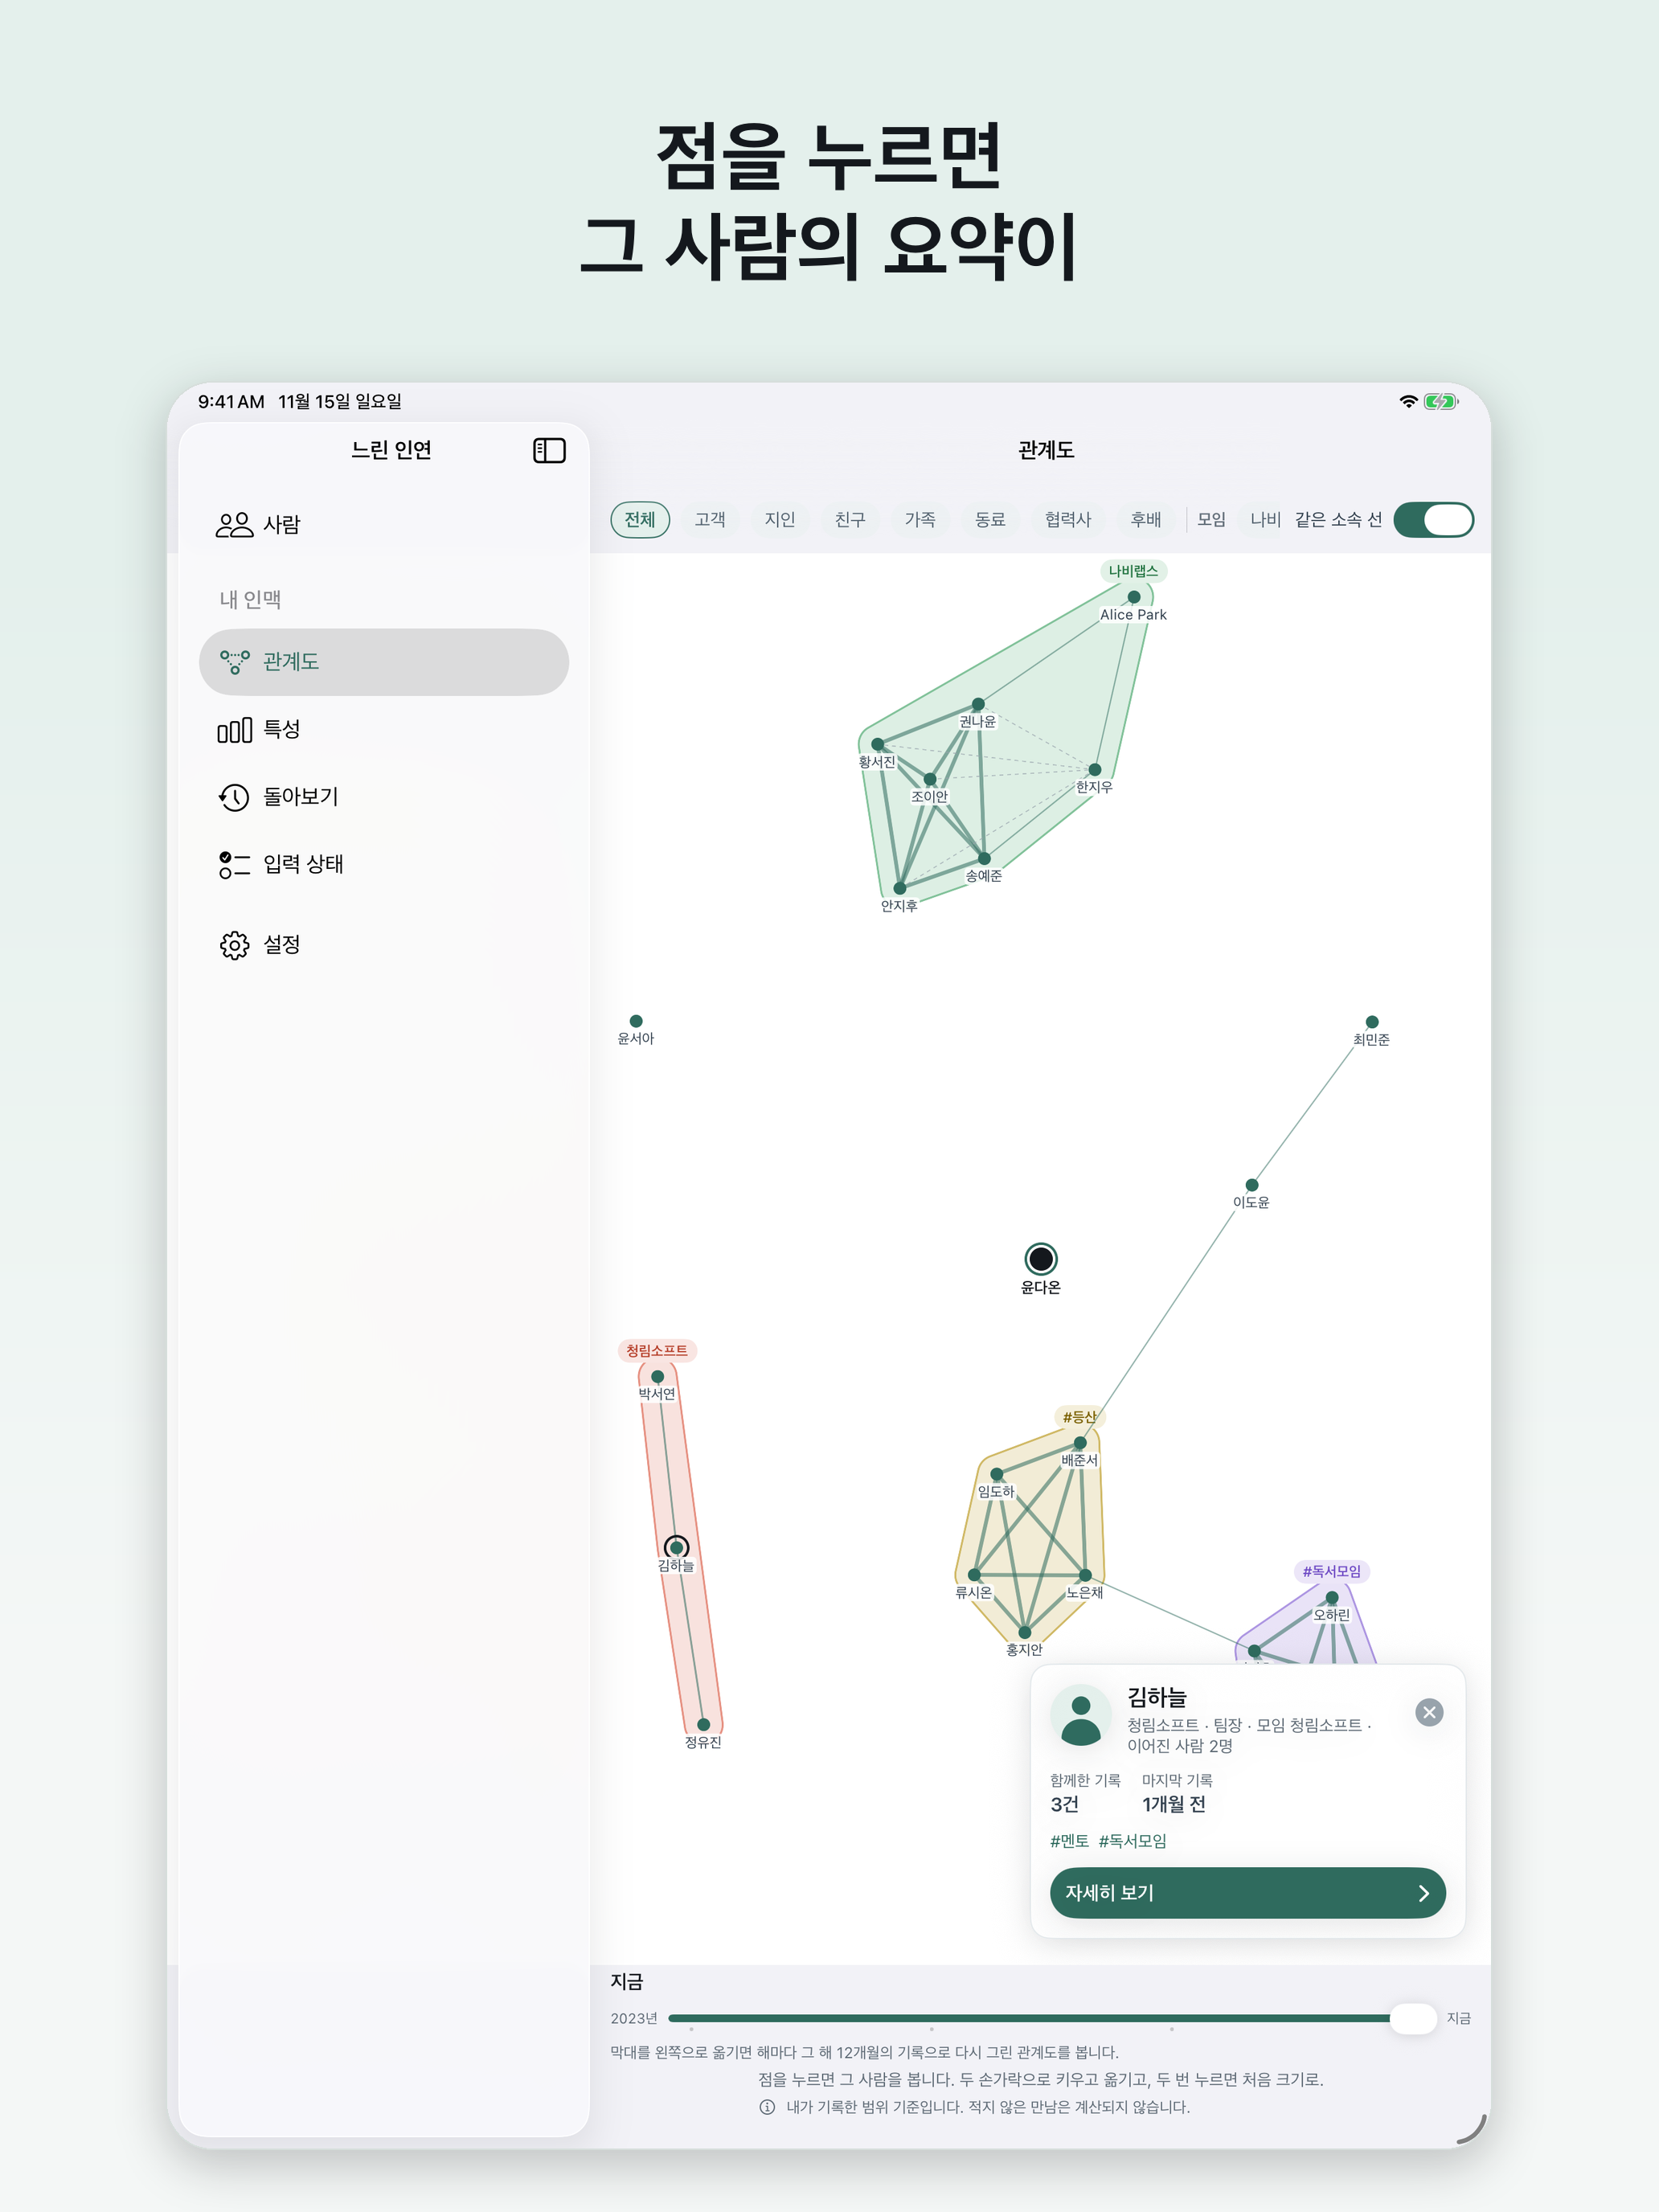 점을 누르면
그 사람의 요약이
9:41 AM 11월 15일 일요일
느린 인연
사람
내 인맥
관계도
특성
돌아보기
입력 상태
설정
관계도
전체 고객 지인 친구 가족 동료 협력사 후배 모임 나비 같은 소속 선
나비랩스
Alice Park
권나윤
황서진
한지우
조이안
송예준
안지후
윤서아
최민준
이도윤
윤다온
청림소프트
박서연
김하늘
정유진
#등산
배준서
임도하
류시온
노은채
홍지안
#독서모임
오하린
김하늘
청림소프트 · 팀장 · 모임 청림소프트 ·
이어진 사람 2명
함께한 기록 마지막 기록
3건 1개월 전
#멘토 #독서모임
자세히 보기
지금
2023년 지금
막대를 왼쪽으로 옮기면 해마다 그 해 12개월의 기록으로 다시 그린 관계도를 봅니다.
점을 누르면 그 사람을 봅니다. 두 손가락으로 키우고 옮기고, 두 번 누르면 처음 크기로.
내가 기록한 범위 기준입니다. 적지 않은 만남은 계산되지 않습니다.